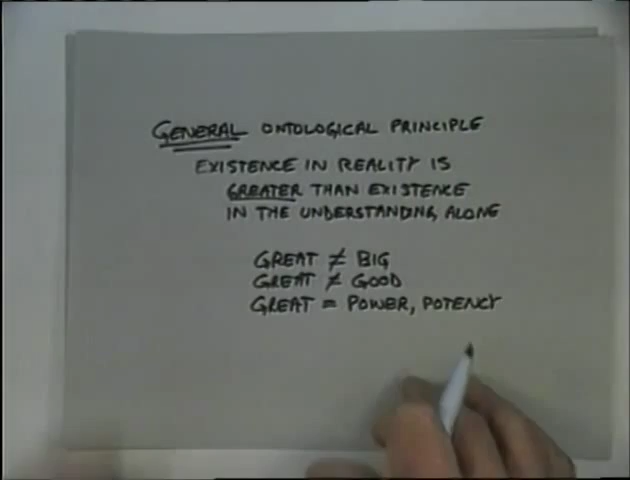 GENERAL ONTOLOGICAL PRINCIPLE
EXISTENCE IN REALITY IS
GREATER THAN EXISTENCE
IN THE UNDERSTANDING ALONE
GREAT ≠ BIG
GREAT ≠ GOOD
GREAT = POWER, POTENCY